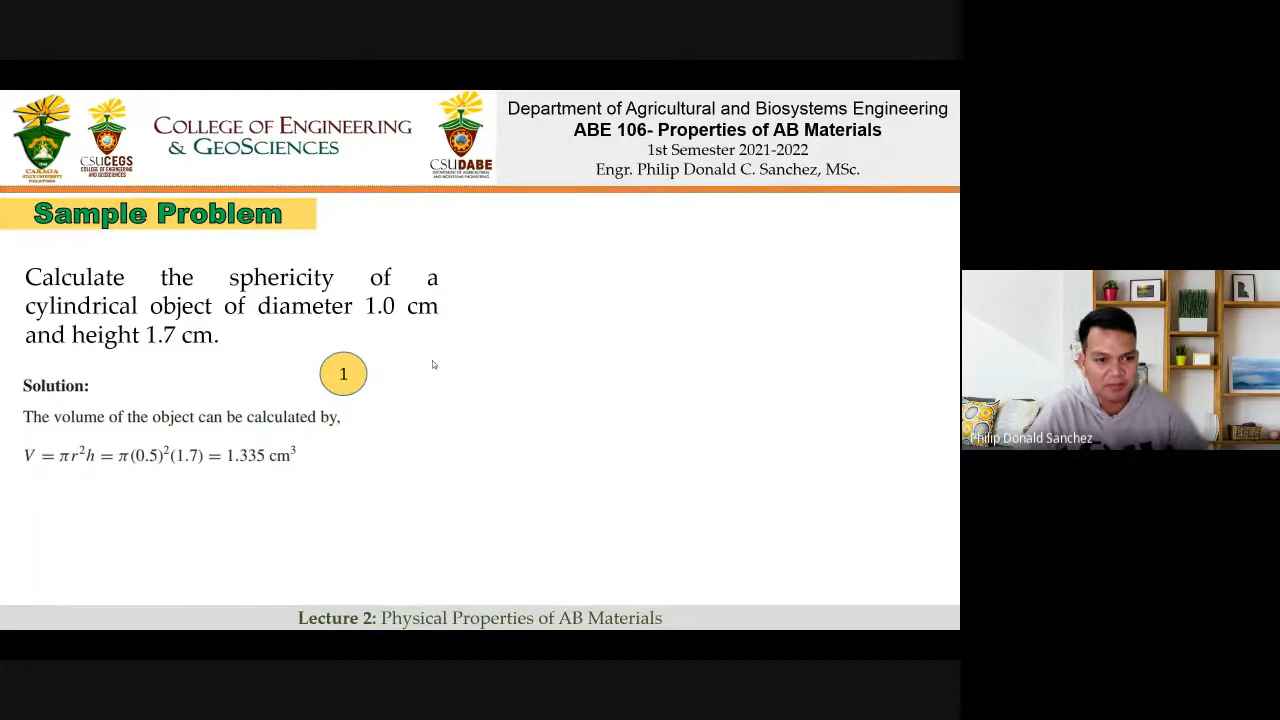 COLLEGE OF ENGINEERING
& GEOSCIENCES
CARAGA
STATE UNIVERSITY
PHILIPPINES
CSUCEGS
COLLEGE OF ENGINEERING
AND GEOSCIENCES
CSUDABE
Department of Agricultural and Biosystems Engineering
ABE 106- Properties of AB Materials
1st Semester 2021-2022
Engr. Philip Donald C. Sanchez, MSc.
Sample Problem
Calculate the sphericity of a
cylindrical object of diameter 1.0 cm
and height 1.7 cm.
1
Solution:
The volume of the object can be calculated by,
V = πr²h = π(0.5)²(1.7) = 1.335 cm³
Lecture 2: Physical Properties of AB Materials
Philip Donald Sanchez